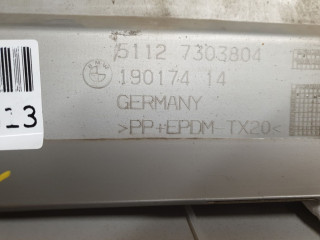 5112 7303804
190174 14
GERMANY
>PP+EPDM-TX20<
13